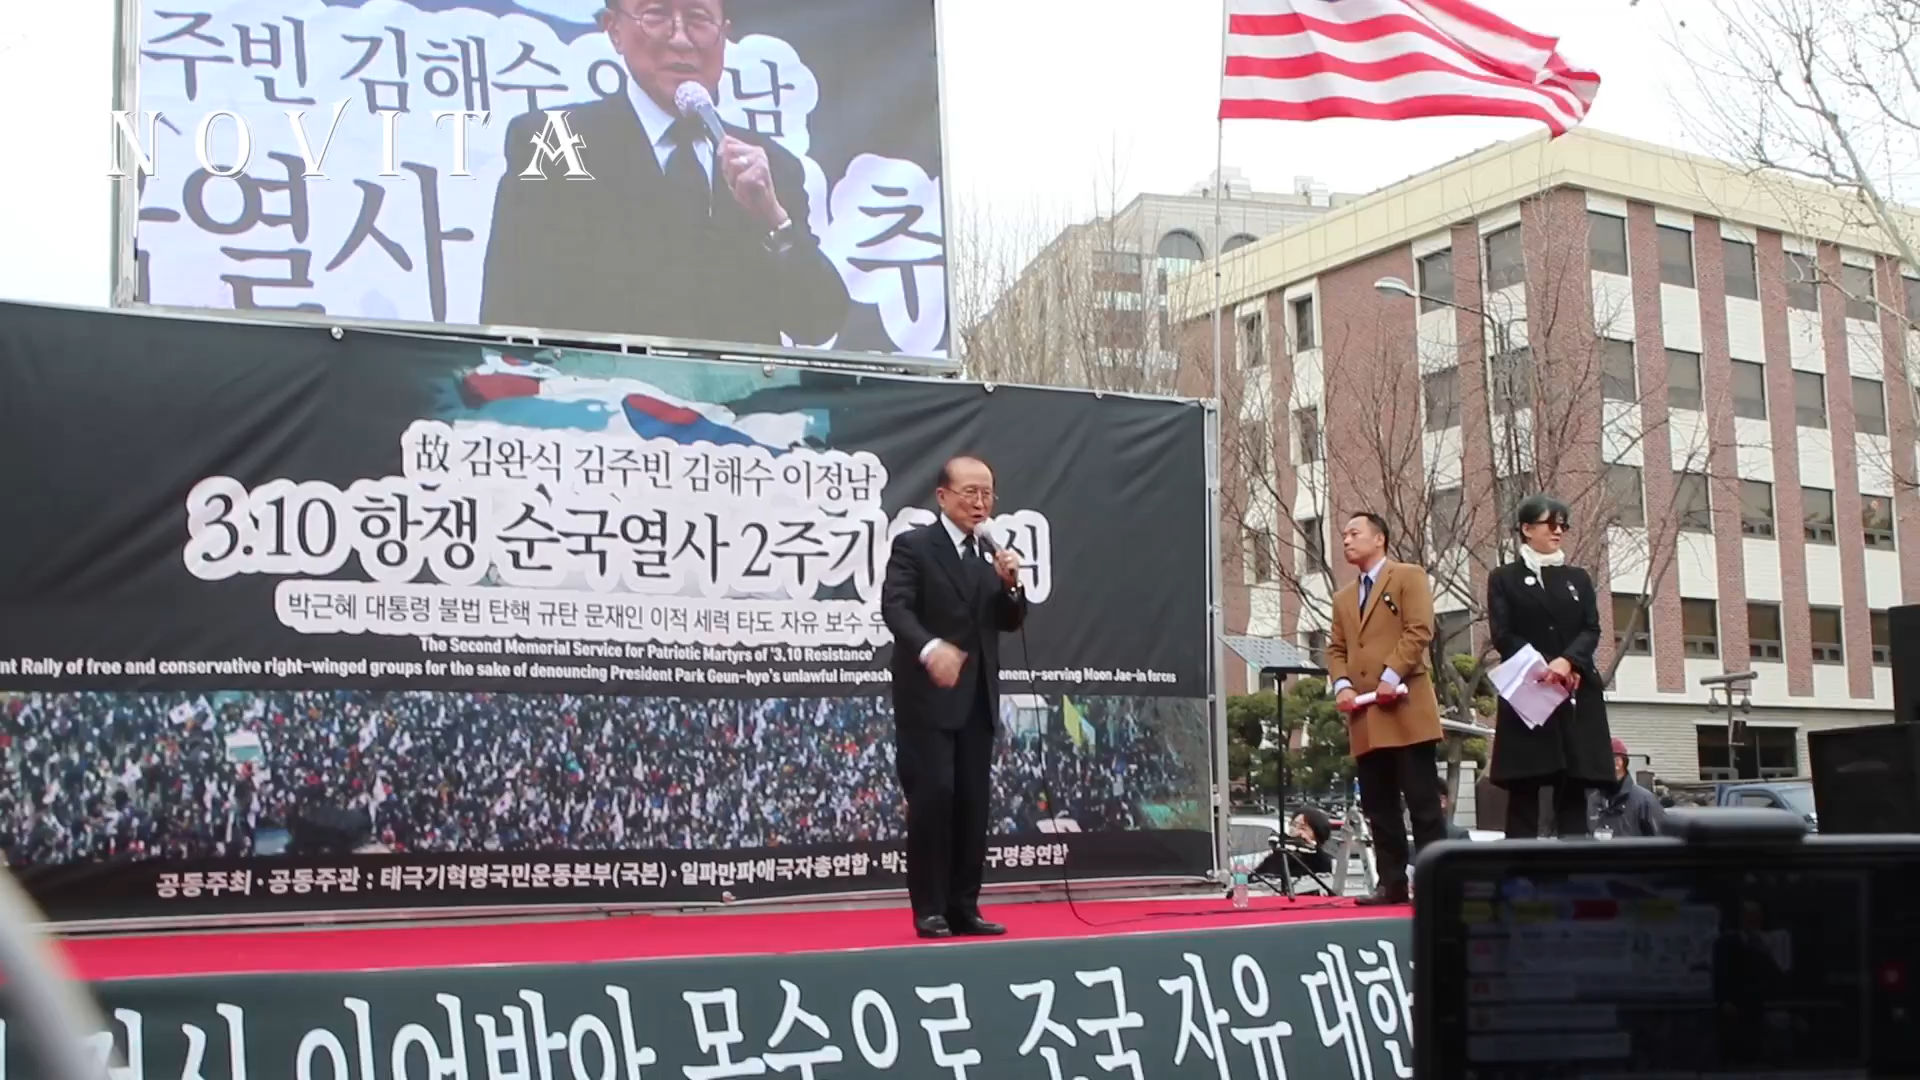 주빈 김해수 이 남
NOVITA
열사 추
故 김완식 김주빈 김해수 이정남
3.10 항쟁 순국열사 2주기 식
박근혜 대통령 불법 탄핵 규탄 문재인 이적 세력 타도 자유 보수 우
The Second Memorial Service for Patriotic Martyrs of '3.10 Resistance'
nt Rally of free and conservative right-winged groups for the sake of denouncing President Park Geun-hye's unlawful impeach enemy-serving Moon Jae-in forces
공동주최·공동주관 : 태극기혁명국민운동본부(국본)·일파만파애국자총연합·박근 구명총연합
이어받아 모수으로 조국 자유 대한